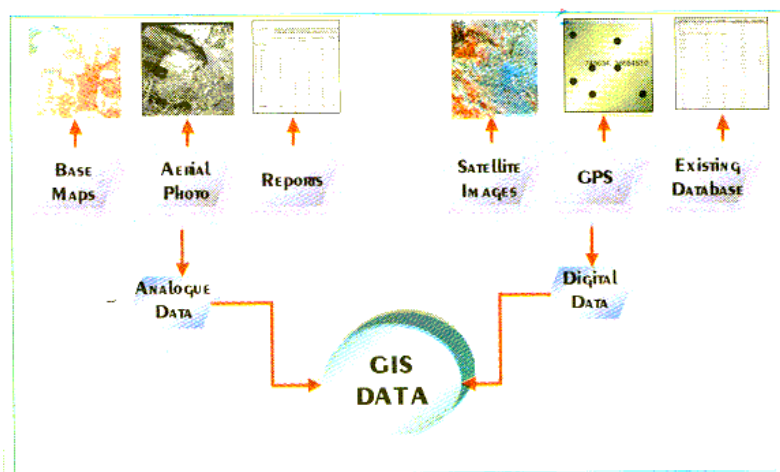 Base
Maps
Aerial
Photo
Reports
Satellite
Images
GPS
Existing
Database
Analogue
Data
Digital
Data
GIS
DATA